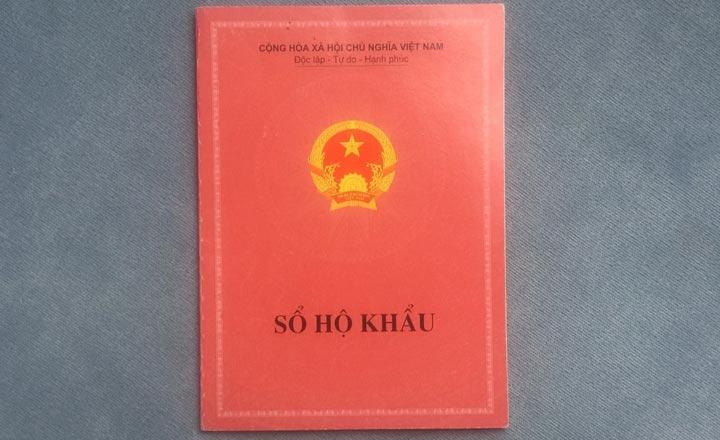 CỘNG HÒA XÃ HỘI CHỦ NGHĨA VIỆT NAM
Độc lập - Tự do - Hạnh phúc
SỔ HỘ KHẨU